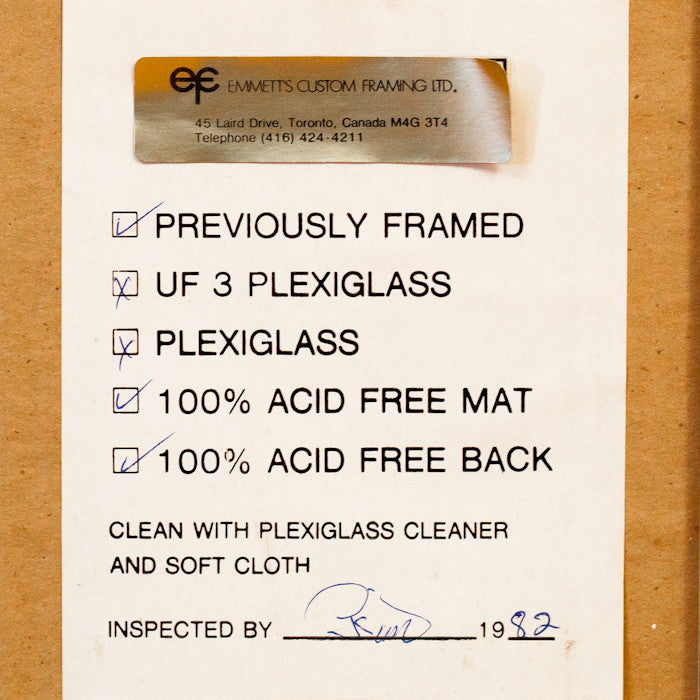 ef EMMETT'S CUSTOM FRAMING LTD.
45 Laird Drive, Toronto, Canada M4G 3T4
Telephone (416) 424-4211
PREVIOUSLY FRAMED
UF 3 PLEXIGLASS
PLEXIGLASS
100% ACID FREE MAT
100% ACID FREE BACK
CLEAN WITH PLEXIGLASS CLEANER
AND SOFT CLOTH
INSPECTED BY 1982